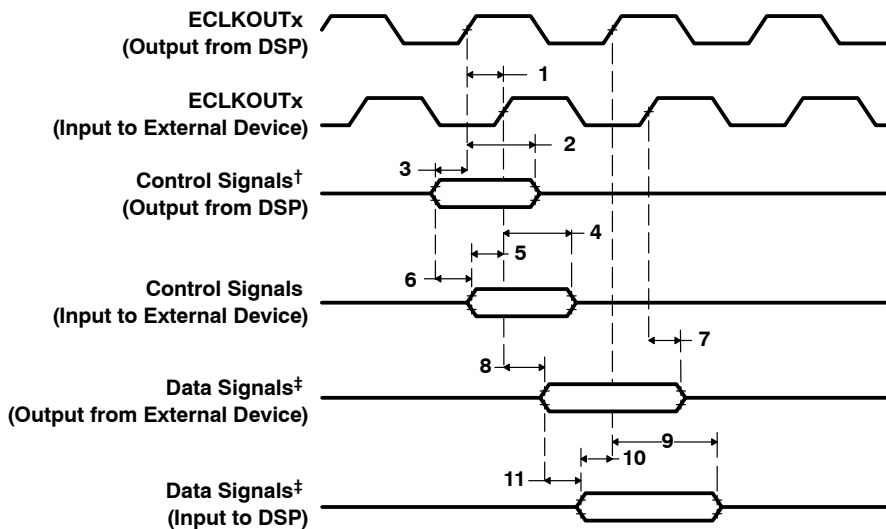 ECLKOUTx
(Output from DSP)
1
ECLKOUTx
(Input to External Device)
2
3
Control Signals†
(Output from DSP)
4
5
6
Control Signals
(Input to External Device)
7
8
Data Signals‡
(Output from External Device)
9
10
11
Data Signals‡
(Input to DSP)